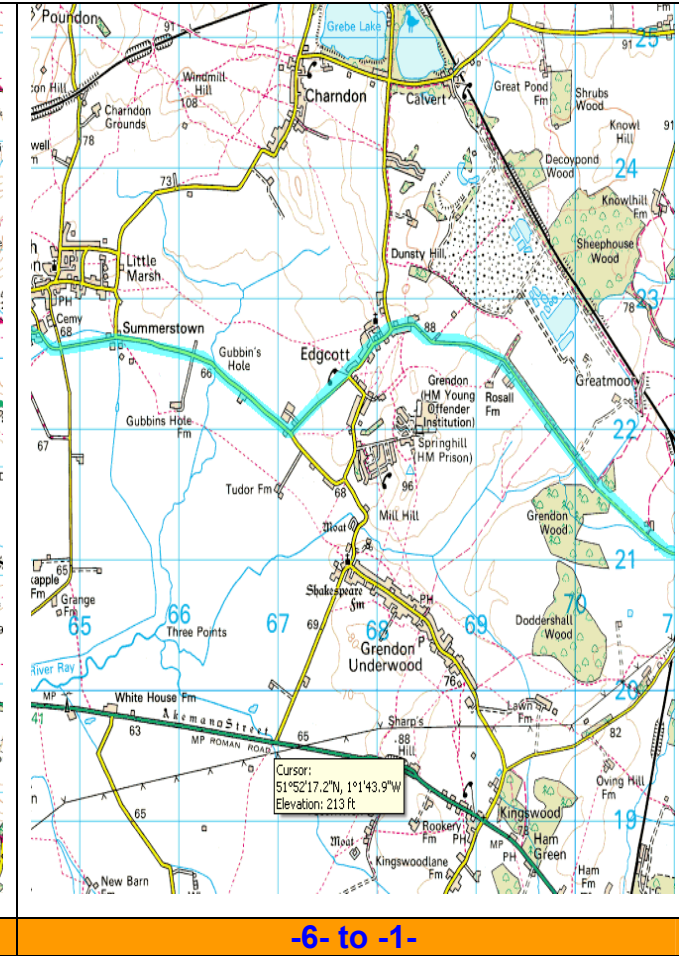 Poundon
91
Grebe Lake
Fm
91
25
Windmill
Hill
108
Charndon
Calvert
Great Pond
Fm
Shrubs
Wood
Charndon
Grounds
78
Knowl
Hill
91
73
Decoypond
Wood
24
Knowlhill
Fm
Little
Marsh
Dunsty Hill
Sheephouse
Wood
PH
Cemy
68
23
78
Summerstown
88
Gubbin's
Hole
Edgcott
66
Grendon
(HM Young
Offender
Institution)
Rosall
Fm
Greatmoor
Gubbins Hole
Fm
Springhill
HM Prison)
22
67
Tudor Fm
68
96
Mill Hill
Moat
Grendon
Wood
21
65
Grange
Fm
Shakespeare
Fm
PH
65
66
67
68
69
70
Three Points
69
Doddershall
Wood
River Ray
Grendon
Underwood
P
20
76
MP
White House Fm
Akeman Street
41
63
MP ROMAN ROAD
65
Sharp's
Hill
88
Lawn
Fm
82
Cursor:
51°52'17.2"N, 1°1'43.9"W
Elevation: 213 ft
Oving Hill
Fm
65
Kingswood
19
Rookery
Fm
PH
73
Moat
MP
PH
Ham
Green
Kingswoodlane
Fm
Ham
Fm
New Barn
-6- to -1-